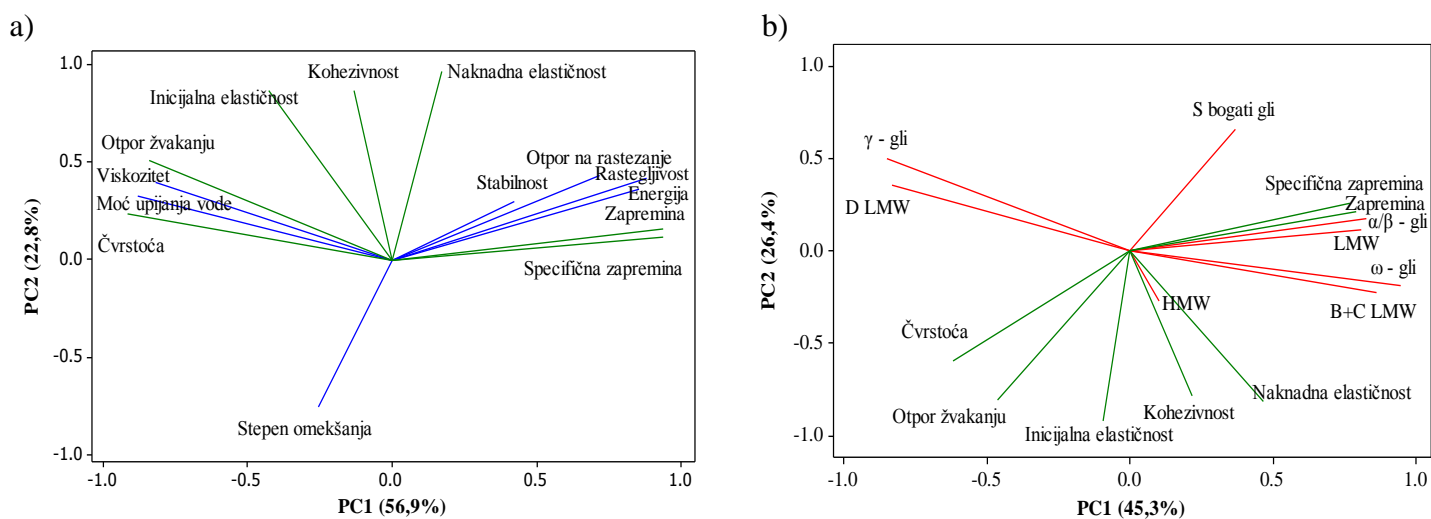 a)
1.0
0.5
0.0
-0.5
-1.0
PC2 (22,8%)
Kohezivnost
Naknadna elastičnost
Inicijalna elastičnost
Otpor žvakanju
Viskozitet
Moć upijanja vode
Čvrstoća
Otpor na rastezanje
Stabilnost
Rastegljivost
Energija
Zapremina
Specifična zapremina
Stepen omekšanja
-1.0
-0.5
0.0
0.5
1.0
PC1 (56,9%)
b)
1.0
0.5
0.0
-0.5
-1.0
PC2 (26,4%)
S bogati gli
γ - gli
D LMW
Specifična zapremina
Zapremina
α/β - gli
LMW
ω - gli
B+C LMW
HMW
Čvrstoća
Otpor žvakanju
Inicijalna elastičnost
Kohezivnost
Naknadna elastičnost
-1.0
-0.5
0.0
0.5
1.0
PC1 (45,3%)